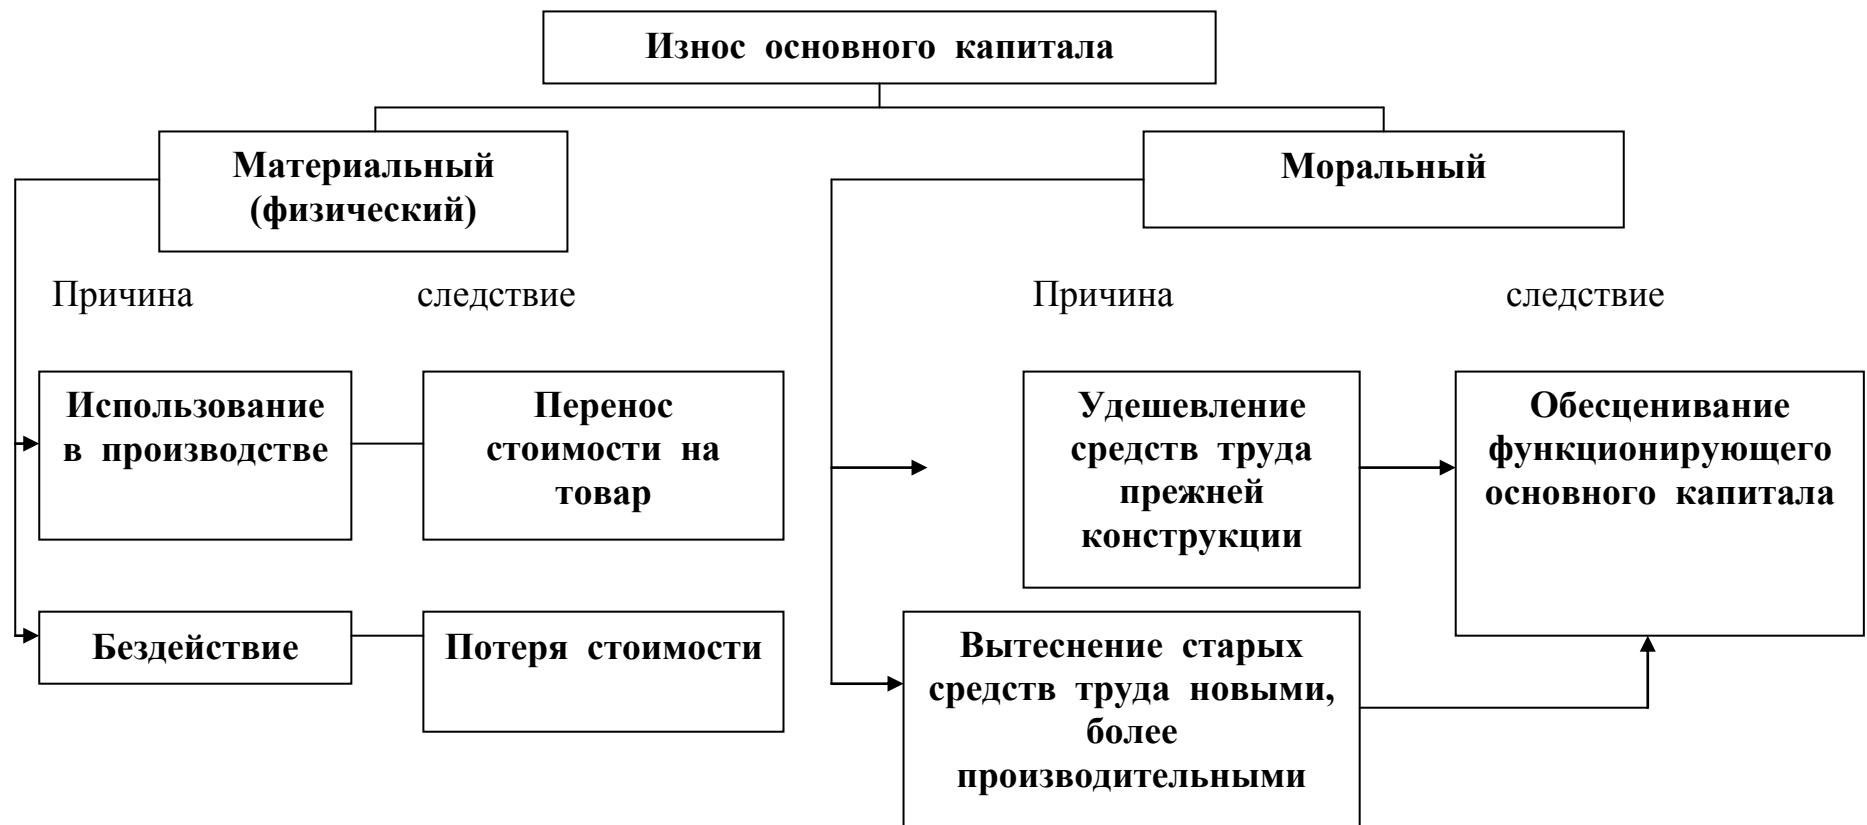 Износ основного капитала
Материальный
(физический)
Моральный
Причина
следствие
Причина
следствие
Использование
в производстве
Перенос
стоимости на
товар
Удешевление
средств труда
прежней
конструкции
Обесценивание
функционирующего
основного капитала
Бездействие
Потеря стоимости
Вытеснение старых
средств труда новыми,
более
производительными